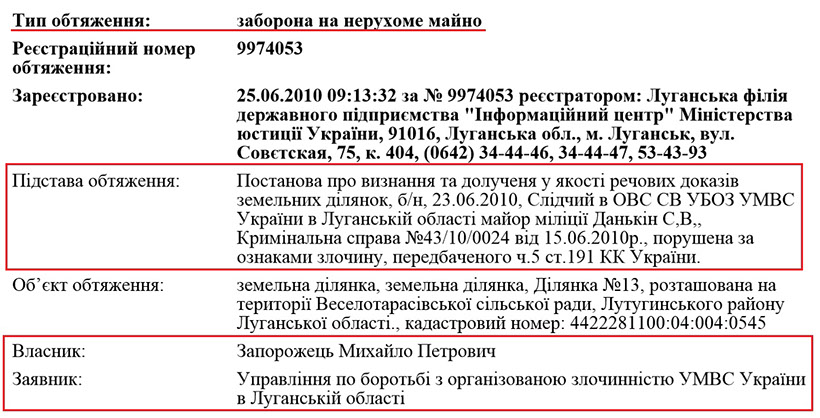 Тип обтяження: заборона на нерухоме майно
Реєстраційний номер 9974053
обтяження:
Зареєстровано: 25.06.2010 09:13:32 за № 9974053 реєстратором: Луганська філія
державного підприємства "Інформаційний центр" Міністерства
юстиції України, 91016, Луганська обл., м. Луганськ, вул.
Совєтская, 75, к. 404, (0642) 34-44-46, 34-44-47, 53-43-93
Підстава обтяження: Постанова про визнання та долученя у якості речових доказів
земельних ділянок, б/н, 23.06.2010, Слідчий в ОВС СВ УБОЗ УМВС
України в Луганській області майор міліції Данькін С,В,,
Кримінальна справа №43/10/0024 від 15.06.2010р., порушена за
ознаками злочину, передбаченого ч.5 ст.191 КК України.
Об’єкт обтяження: земельна ділянка, земельна ділянка, Ділянка №13, розташована на
території Веселотарасівської сільської ради, Лутугинського району
Луганської області., кадастровий номер: 4422281100:04:004:0545
Власник: Запорожець Михайло Петрович
Заявник: Управління по боротьбі з організованою злочинністю УМВС України
в Луганській області